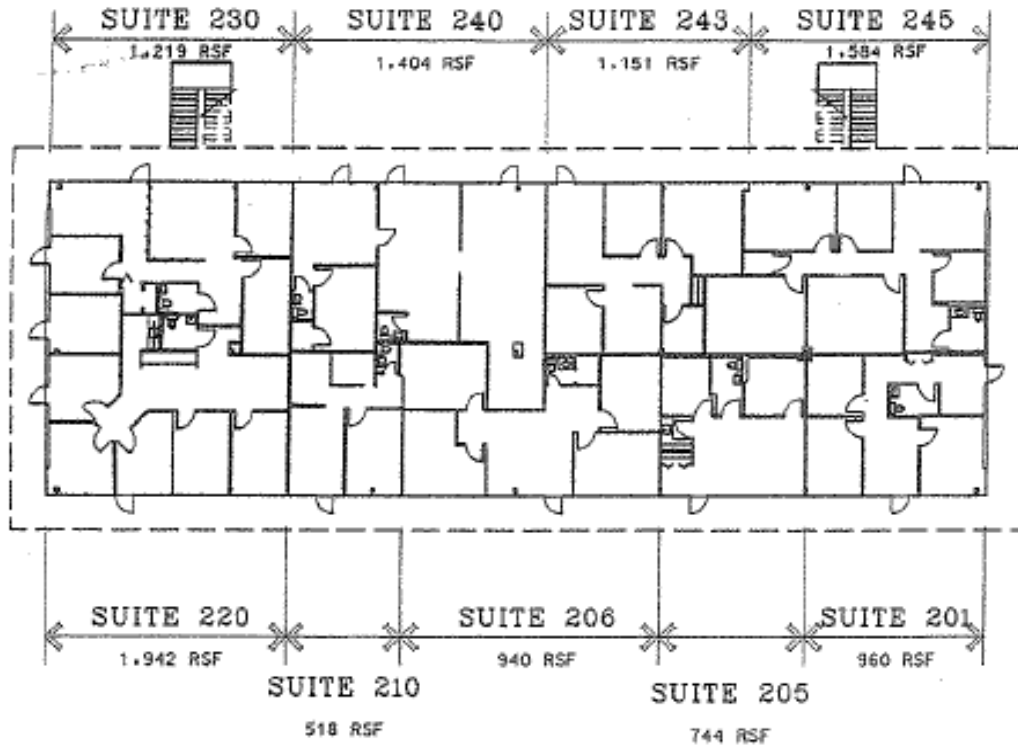 SUITE 230 SUITE 240 SUITE 243 SUITE 245
1.219 RSF 1.404 RSF 1.151 RSF 1.584 RSF
SUITE 220 SUITE 206 SUITE 201
1.942 RSF 940 RSF 960 RSF
SUITE 210 SUITE 205
518 RSF 744 RSF